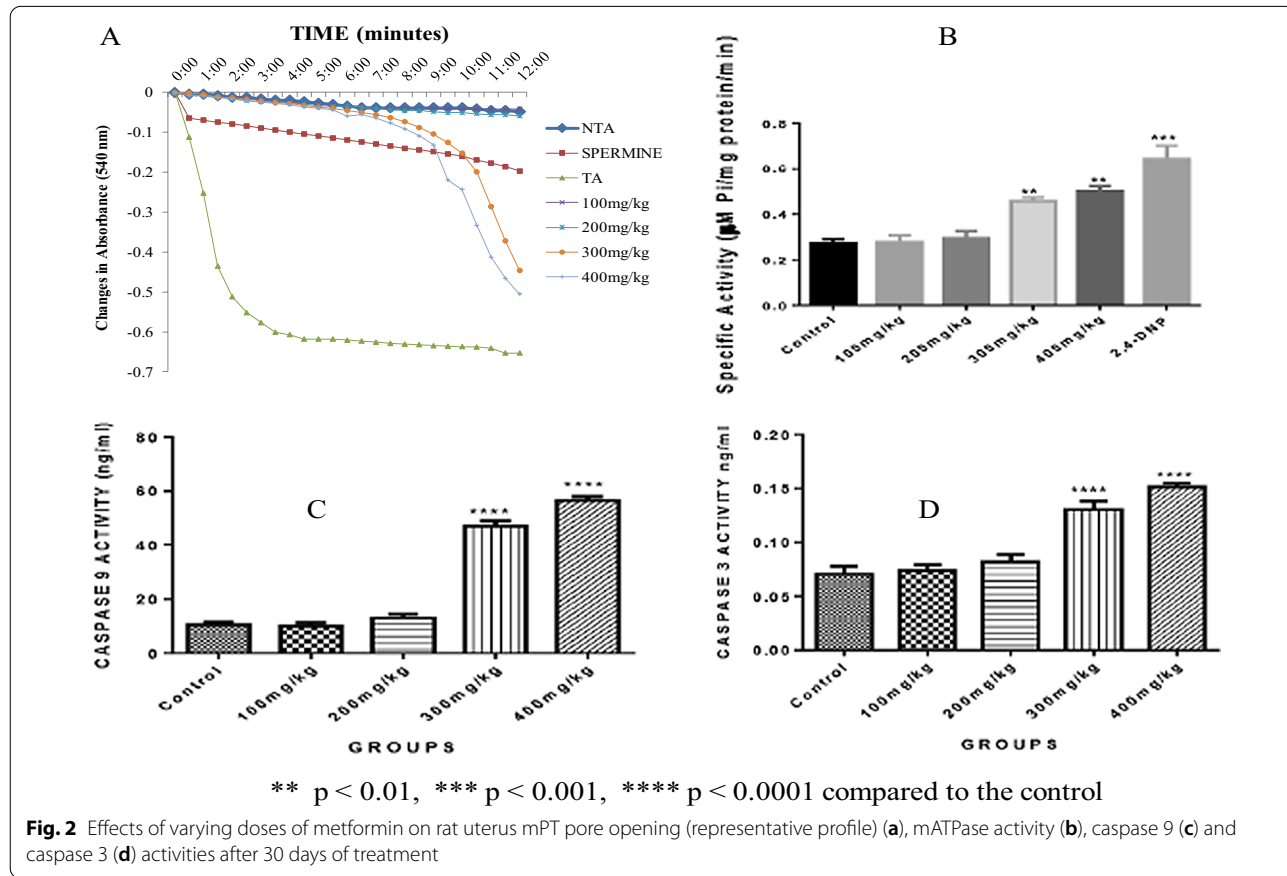 A
TIME (minutes)
0:00
1:00
2:00
3:00
4:00
5:00
6:00
7:00
8:00
9:00
10:00
11:00
12:00
0
-0.1
-0.2
-0.3
-0.4
-0.5
-0.6
-0.7
Changes in Absorbance (540 nm)
NTA
SPERMINE
TA
100mg/kg
200mg/kg
300mg/kg
400mg/kg
B
Specific Activity (µM Pi/mg protein/min)
0.8
0.6
0.4
0.2
0.0
**
**
***
Control
105mg/kg
205mg/kg
305mg/kg
405mg/kg
2,4-DNP
C
CASPASE 9 ACTIVITY (ng/ml)
80
60
40
20
0
****
****
Control
100mg/kg
200mg/kg
300mg/kg
400mg/kg
GROUPS
D
CASPASE 3 ACTIVITY ng/ml
0.20
0.15
0.10
0.05
0.00
****
****
Control
100mg/kg
200mg/kg
300mg/kg
400mg/kg
GROUPS
** p < 0.01, *** p < 0.001, **** p < 0.0001 compared to the control
Fig. 2 Effects of varying doses of metformin on rat uterus mPT pore opening (representative profile) (a), mATPase activity (b), caspase 9 (c) and
caspase 3 (d) activities after 30 days of treatment